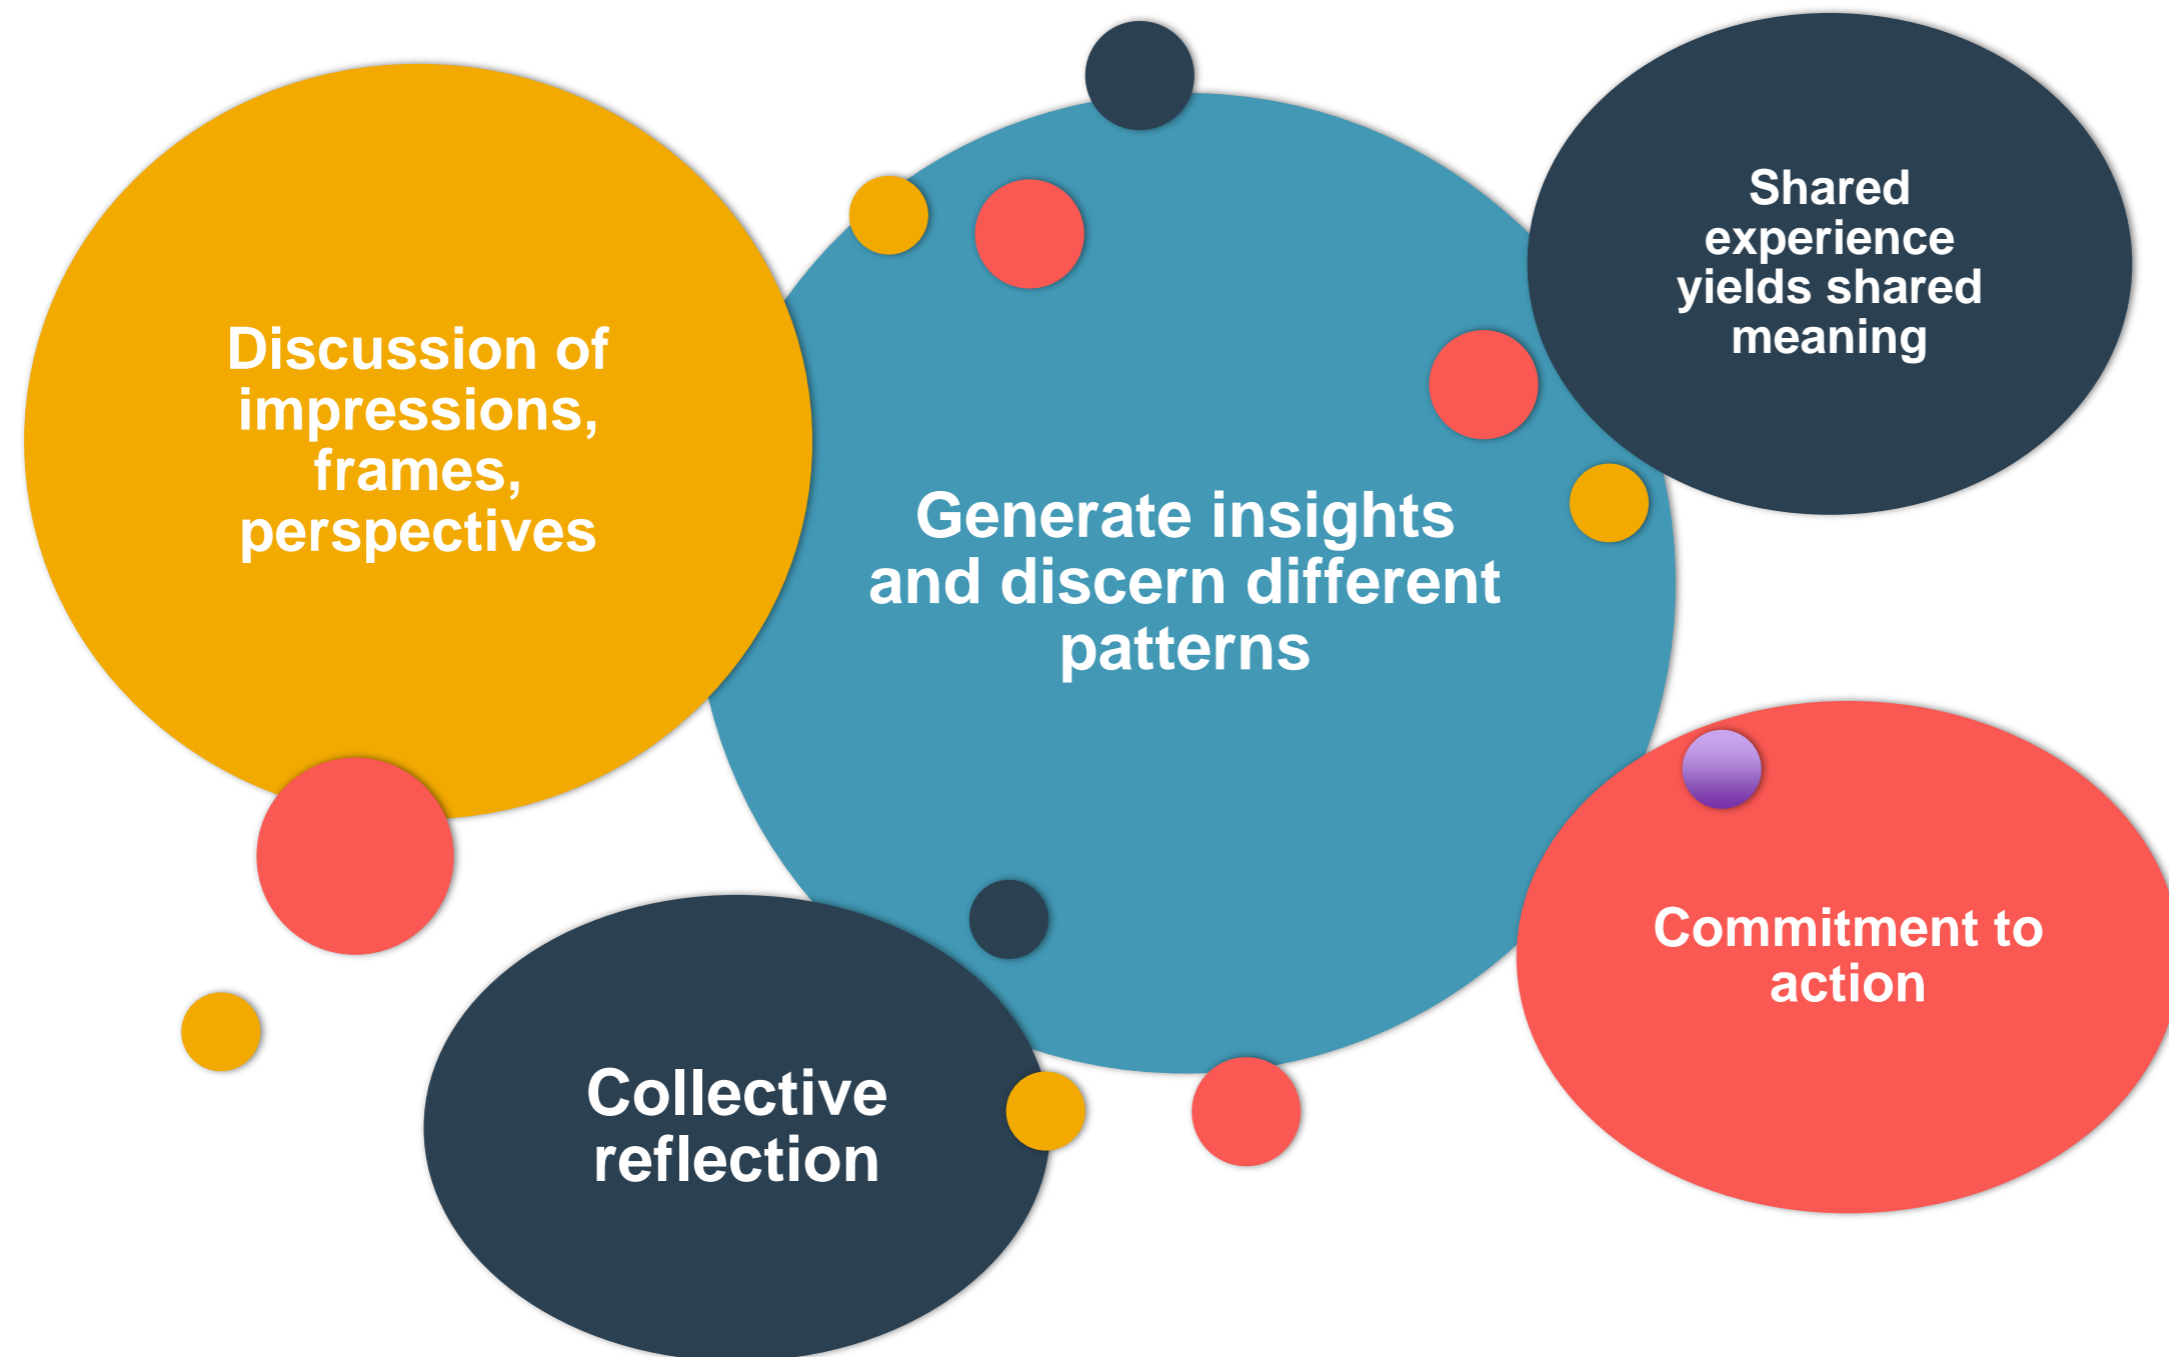 Discussion of
impressions,
frames,
perspectives
Generate insights
and discern different
patterns
Shared
experience
yields shared
meaning
Commitment to
action
Collective
reflection